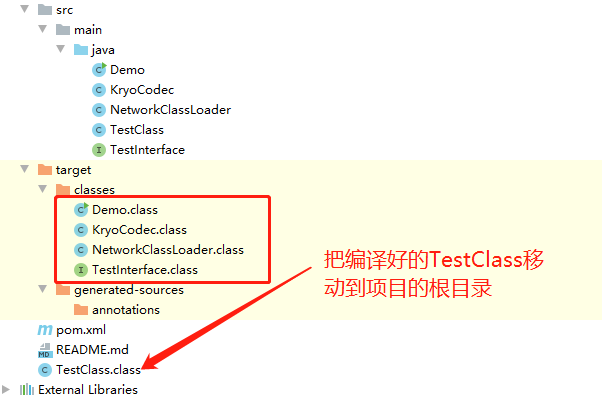 src
main
java
Demo
KryoCodec
NetworkClassLoader
TestClass
TestInterface
target
classes
Demo.class
KryoCodec.class
NetworkClassLoader.class
TestInterface.class
把编译好的TestClass移
动到项目的根目录
generated-sources
annotations
pom.xml
README.md
TestClass.class
External Libraries